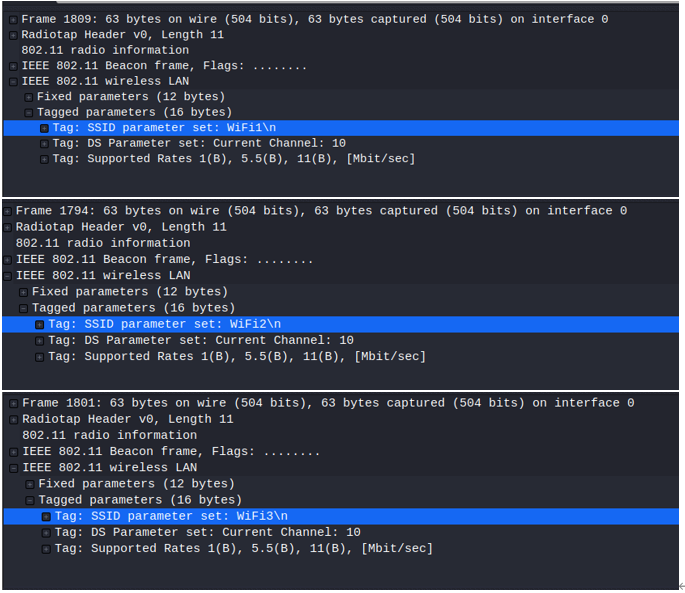 Frame 1809: 63 bytes on wire (504 bits), 63 bytes captured (504 bits) on interface 0
Radiotap Header v0, Length 11
802.11 radio information
IEEE 802.11 Beacon frame, Flags: ........
IEEE 802.11 wireless LAN
Fixed parameters (12 bytes)
Tagged parameters (16 bytes)
Tag: SSID parameter set: WiFi1\n
Tag: DS Parameter set: Current Channel: 10
Tag: Supported Rates 1(B), 5.5(B), 11(B), [Mbit/sec]
Frame 1794: 63 bytes on wire (504 bits), 63 bytes captured (504 bits) on interface 0
Radiotap Header v0, Length 11
802.11 radio information
IEEE 802.11 Beacon frame, Flags: ........
IEEE 802.11 wireless LAN
Fixed parameters (12 bytes)
Tagged parameters (16 bytes)
Tag: SSID parameter set: WiFi2\n
Tag: DS Parameter set: Current Channel: 10
Tag: Supported Rates 1(B), 5.5(B), 11(B), [Mbit/sec]
Frame 1801: 63 bytes on wire (504 bits), 63 bytes captured (504 bits) on interface 0
Radiotap Header v0, Length 11
802.11 radio information
IEEE 802.11 Beacon frame, Flags: ........
IEEE 802.11 wireless LAN
Fixed parameters (12 bytes)
Tagged parameters (16 bytes)
Tag: SSID parameter set: WiFi3\n
Tag: DS Parameter set: Current Channel: 10
Tag: Supported Rates 1(B), 5.5(B), 11(B), [Mbit/sec]